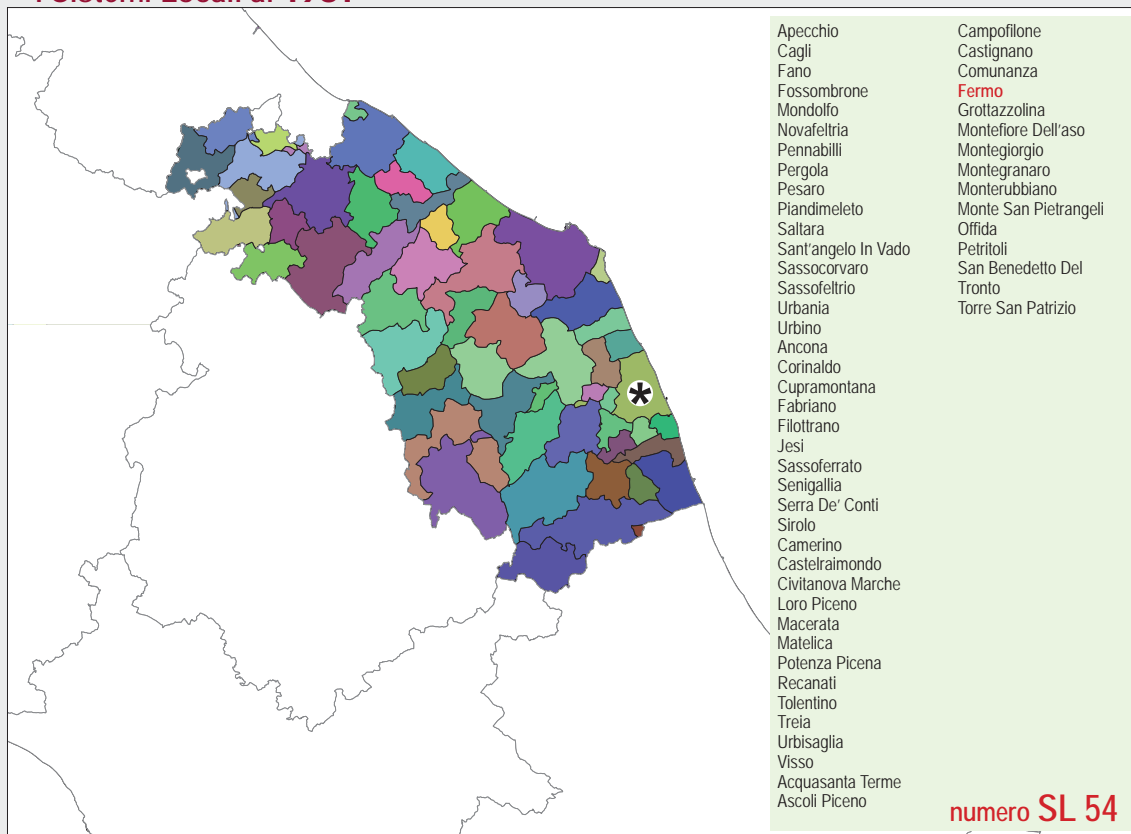 Apecchio
Cagli
Fano
Fossombrone
Mondolfo
Novafeltria
Pennabilli
Pergola
Pesaro
Piandimeleto
Saltara
Sant'angelo In Vado
Sassocorvaro
Sassofeltrio
Urbania
Urbino
Ancona
Corinaldo
Cupramontana
Fabriano
Filottrano
Jesi
Sassoferrato
Senigallia
Serra De' Conti
Sirolo
Camerino
Castelraimondo
Civitanova Marche
Loro Piceno
Macerata
Matelica
Potenza Picena
Recanati
Tolentino
Treia
Urbisaglia
Visso
Acquasanta Terme
Ascoli Piceno
Campofilone
Castignano
Comunanza
Fermo
Grottazzolina
Montefiore Dell'aso
Montegiorgio
Montegranaro
Monterubbiano
Monte San Pietrangeli
Offida
Petritoli
San Benedetto Del
Tronto
Torre San Patrizio
*
numero SL 54